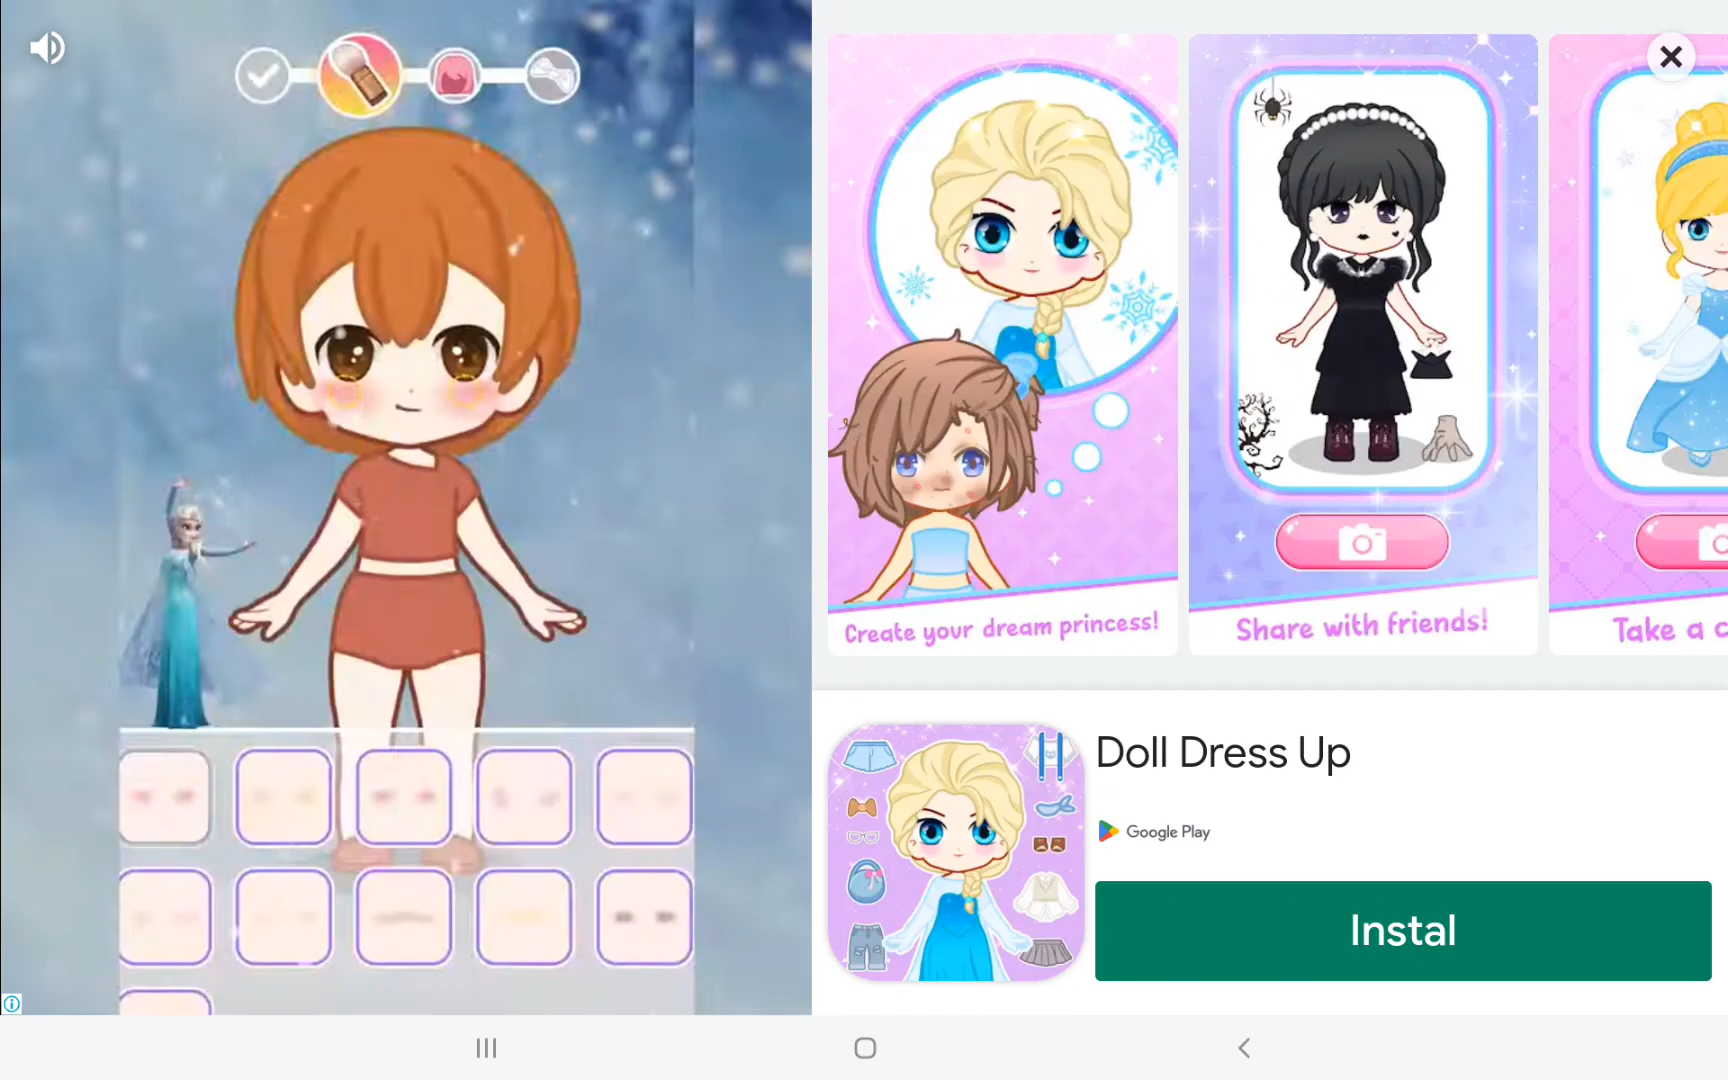 Create your dream princess!
Share with friends!
Take a c
Doll Dress Up
Google Play
Instal